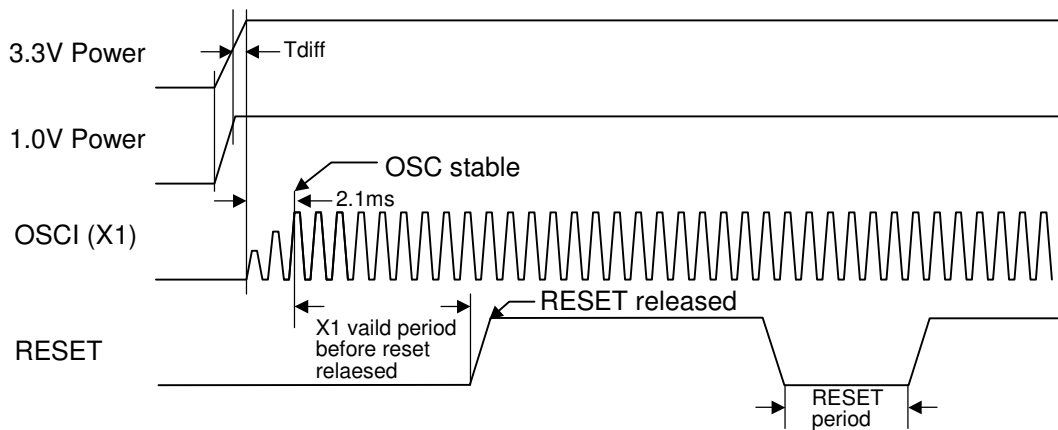 3.3V Power
Tdiff
1.0V Power
OSC stable
2.1ms
OSCI (X1)
RESET released
X1 vaild period
before reset
relaesed
RESET
RESET
period